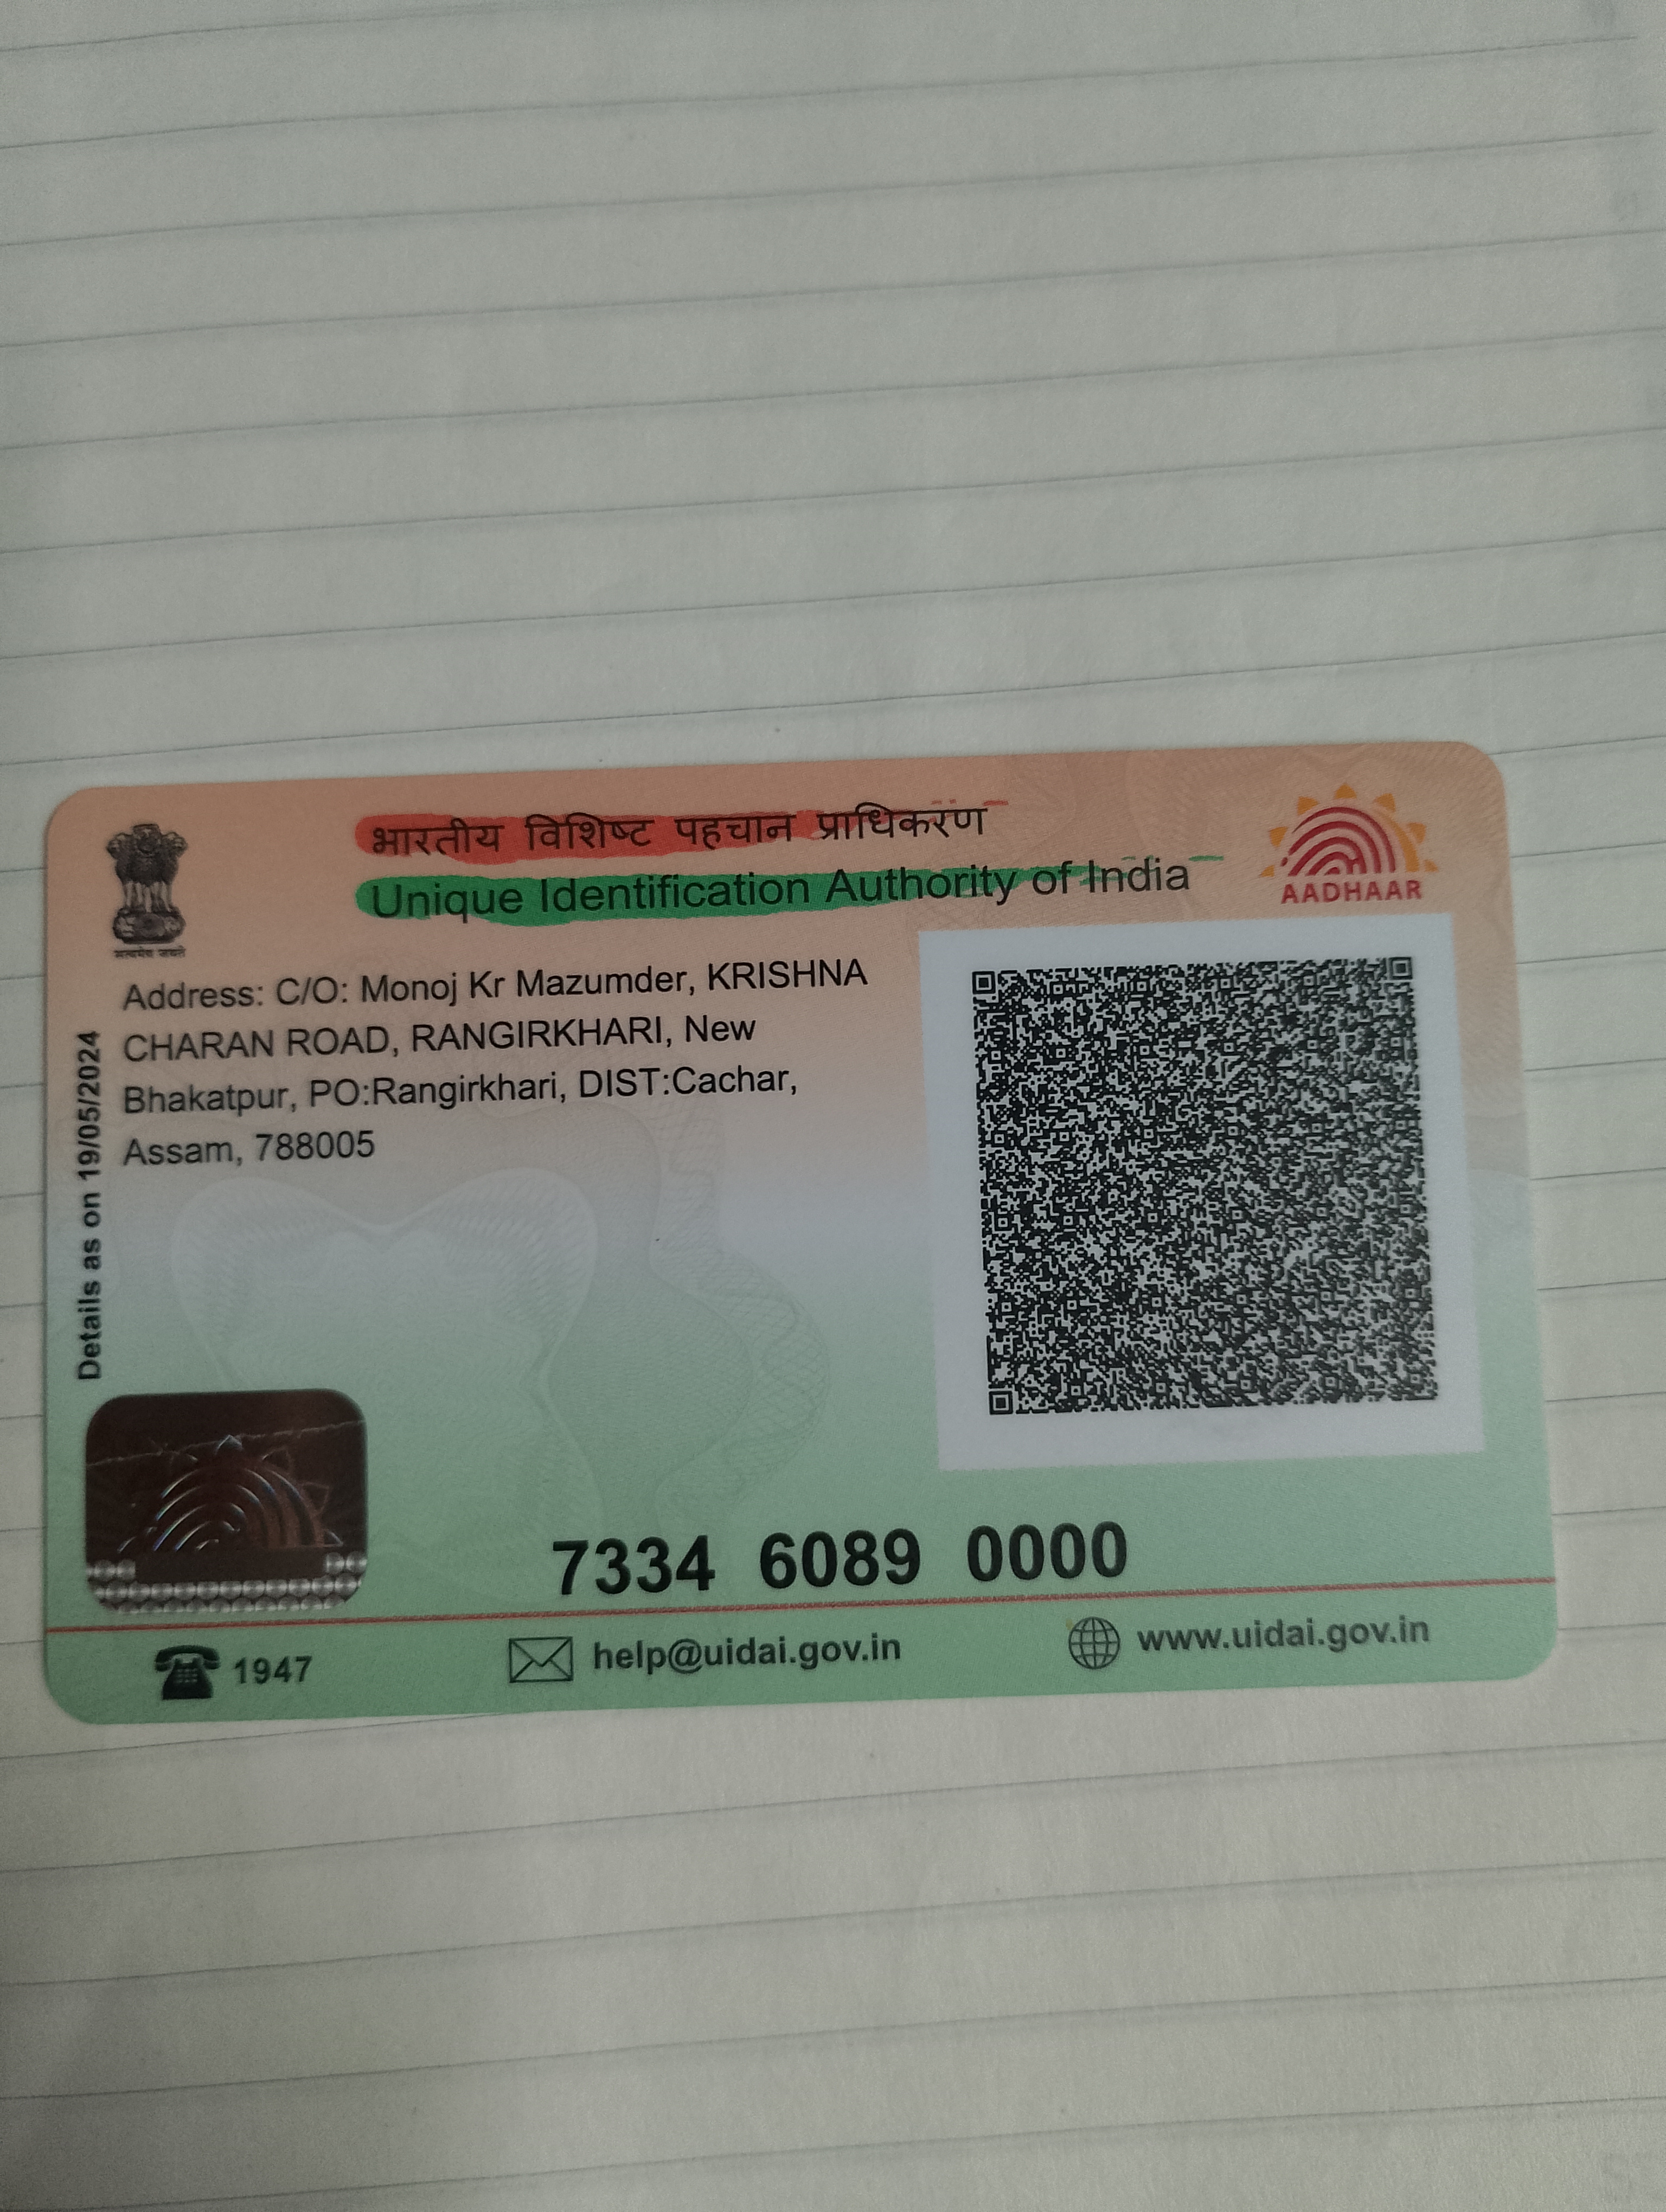 भारतीय विशिष्ट पहचान प्राधिकरण
Unique Identification Authority of India
AADHAAR
सत्यमेव जयते
Address: C/O: Monoj Kr Mazumder, KRISHNA
CHARAN ROAD, RANGIRKHARI, New
Bhakatpur, PO:Rangirkhari, DIST:Cachar,
Assam, 788005
Details as on 19/05/2024
7334 6089 0000
1947
help@uidai.gov.in
www.uidai.gov.in